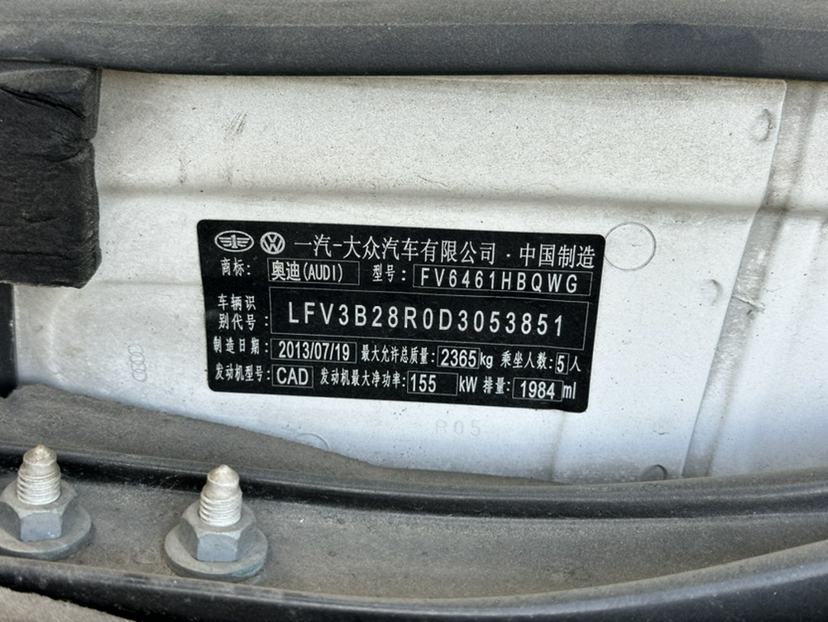 一汽-大众汽车有限公司·中国制造
商标: 奥迪(AUDI) 型号: FV6461HBQWG
车辆识别代号: LFV3B28R0D3053851
制造日期: 2013/07/19 最大允许总质量: 2365kg 乘坐人数: 5人
发动机型号: CAD 发动机最大净功率: 155 kW 排量: 1984 ml
R05